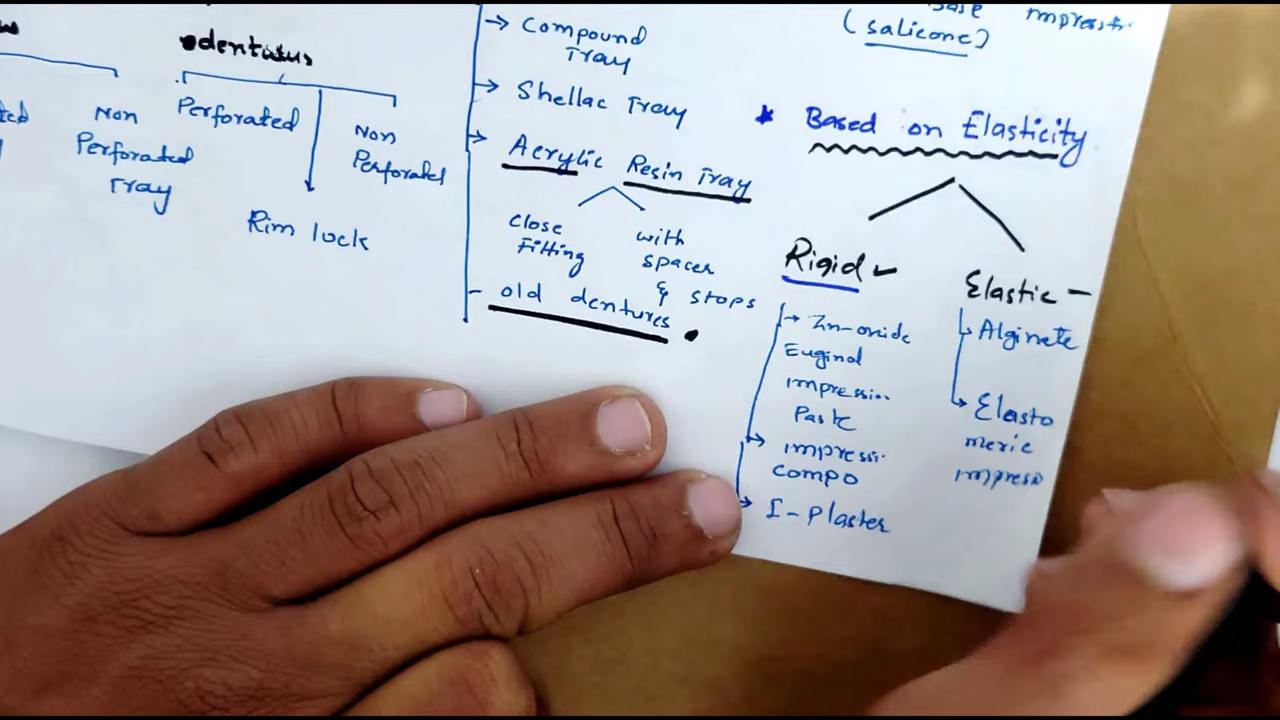 dentatus
Perforated
Non
Perforated
Tray
Rim lock
Non
Perforated
→ Compound
Tray
→ Shellac Tray
→ Acrylic Resin Tray
close
Fitting
with
spacer
& stops
old dentures
(salicone)
* Based on Elasticity
Rigid
→ Zn-oxide
Euginol
impression
Paste
→ impressi.
compo
→ I-Plaster
Elastic
→ Alginate
→ Elasto
meric
impress